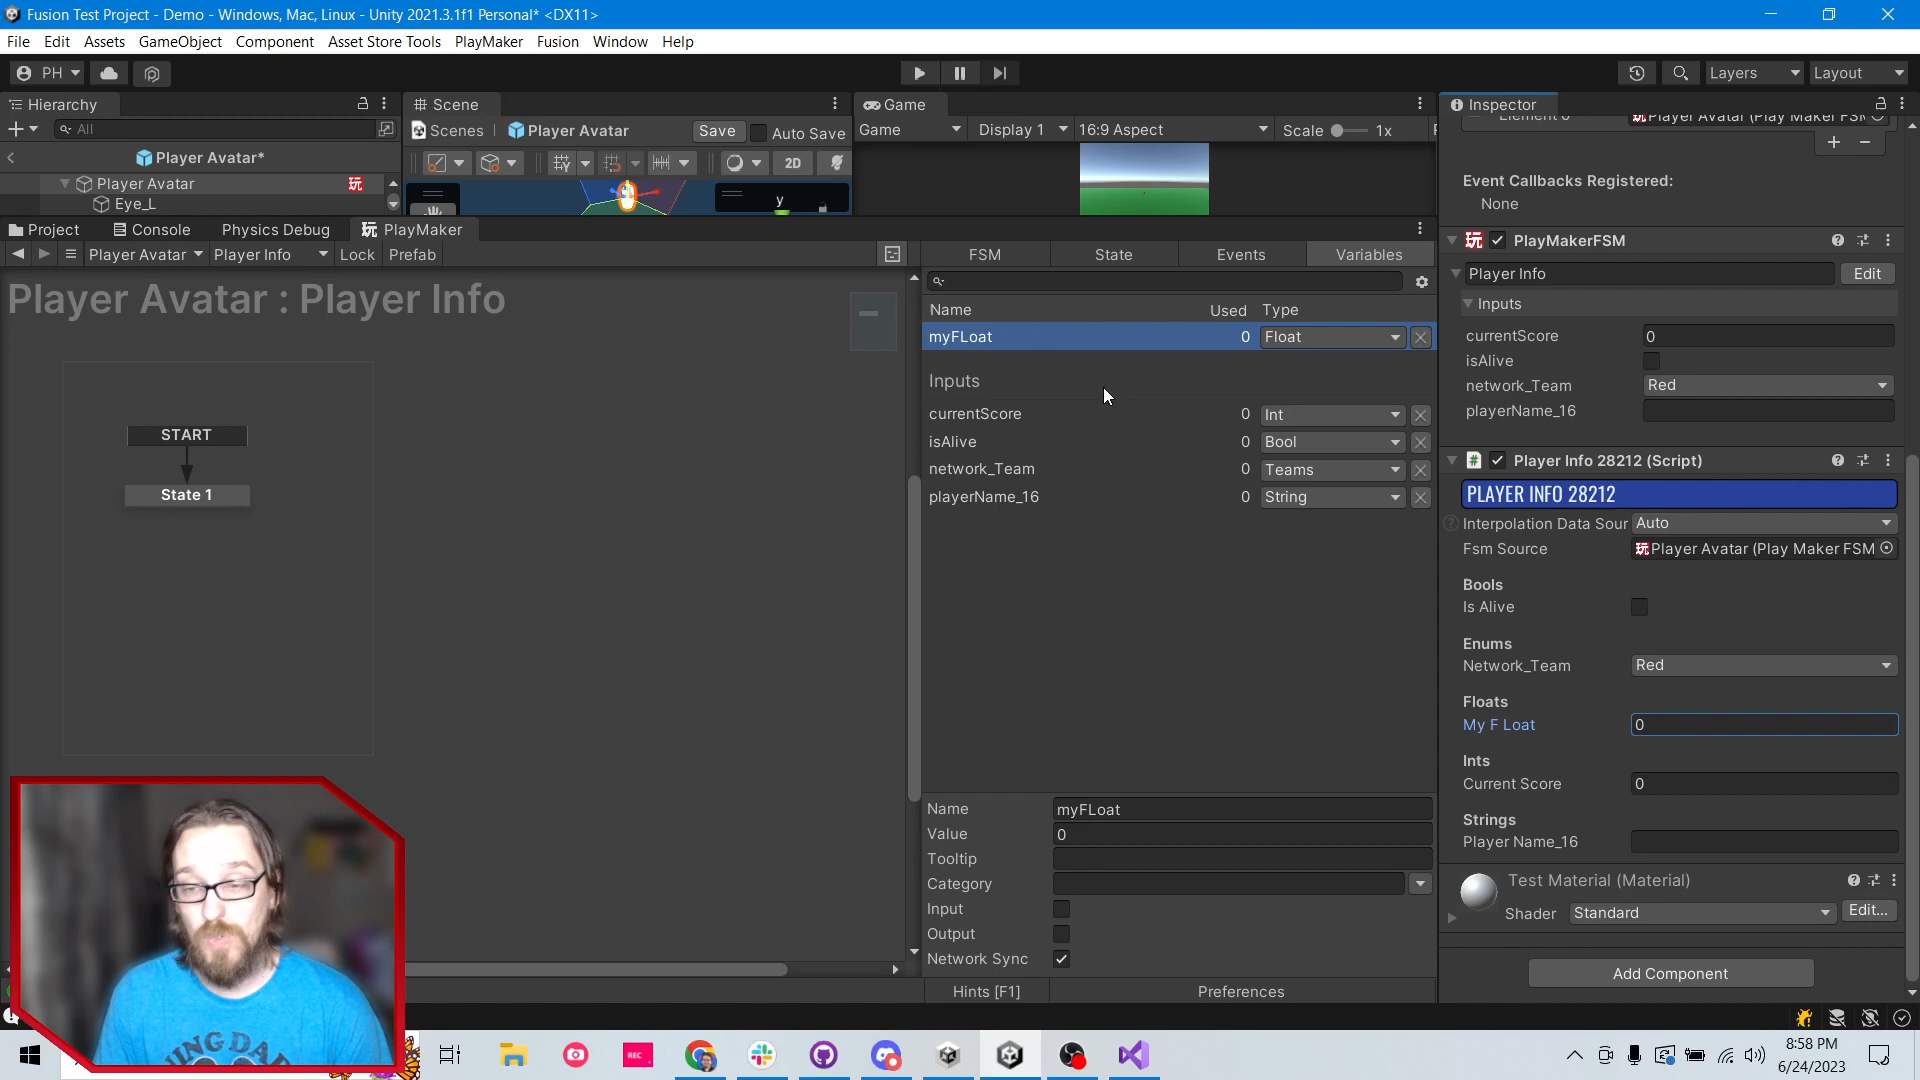 Fusion Test Project - Demo - Windows, Mac, Linux - Unity 2021.3.1f1 Personal* <DX11>
File Edit Assets GameObject Component Asset Store Tools PlayMaker Fusion Window Help
PH Layers Layout
Hierarchy
All
Player Avatar*
Player Avatar
Eye_L
Scene
Scenes Player Avatar Save Auto Save
2D
y
Game
Game Display 1 16:9 Aspect Scale 1x
Project Console Physics Debug PlayMaker
Player Avatar Player Info Lock Prefab
Player Avatar : Player Info
START
State 1
FSM State Events Variables
Name Used Type
myFLoat 0 Float
Inputs
currentScore 0 Int
isAlive 0 Bool
network_Team 0 Teams
playerName_16 0 String
Name myFLoat
Value 0
Tooltip
Category
Input
Output
Network Sync
Hints [F1] Preferences
Inspector
Element 0 Player Avatar (Play Maker FSM
Event Callbacks Registered:
None
PlayMakerFSM
Player Info Edit
Inputs
currentScore 0
isAlive
network_Team Red
playerName_16
Player Info 28212 (Script)
PLAYER INFO 28212
Interpolation Data Sour Auto
Fsm Source Player Avatar (Play Maker FSM
Bools
Is Alive
Enums
Network_Team Red
Floats
My F Loat 0
Ints
Current Score 0
Strings
Player Name_16
Test Material (Material)
Shader Standard Edit...
Add Component
REC
8:58 PM
6/24/2023